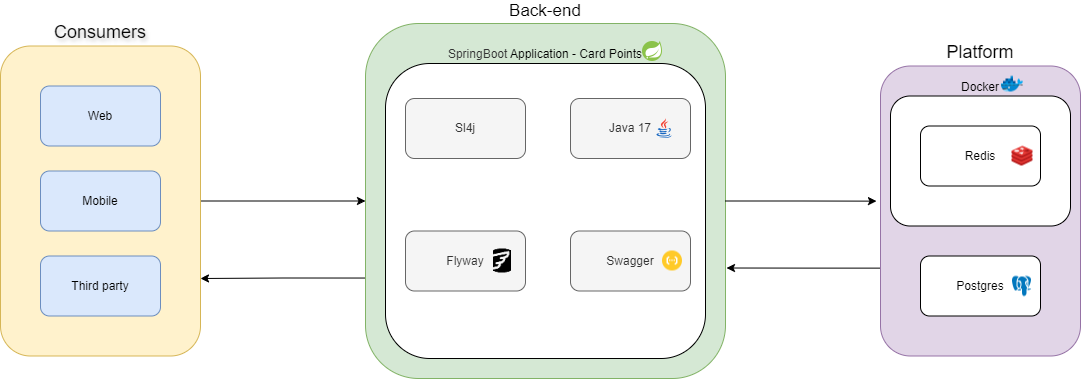 Consumers
Web
Mobile
Third party
Back-end
SpringBoot Application - Card Points
Sl4j
Java 17
Flyway
Swagger
Platform
Docker
Redis
Postgres